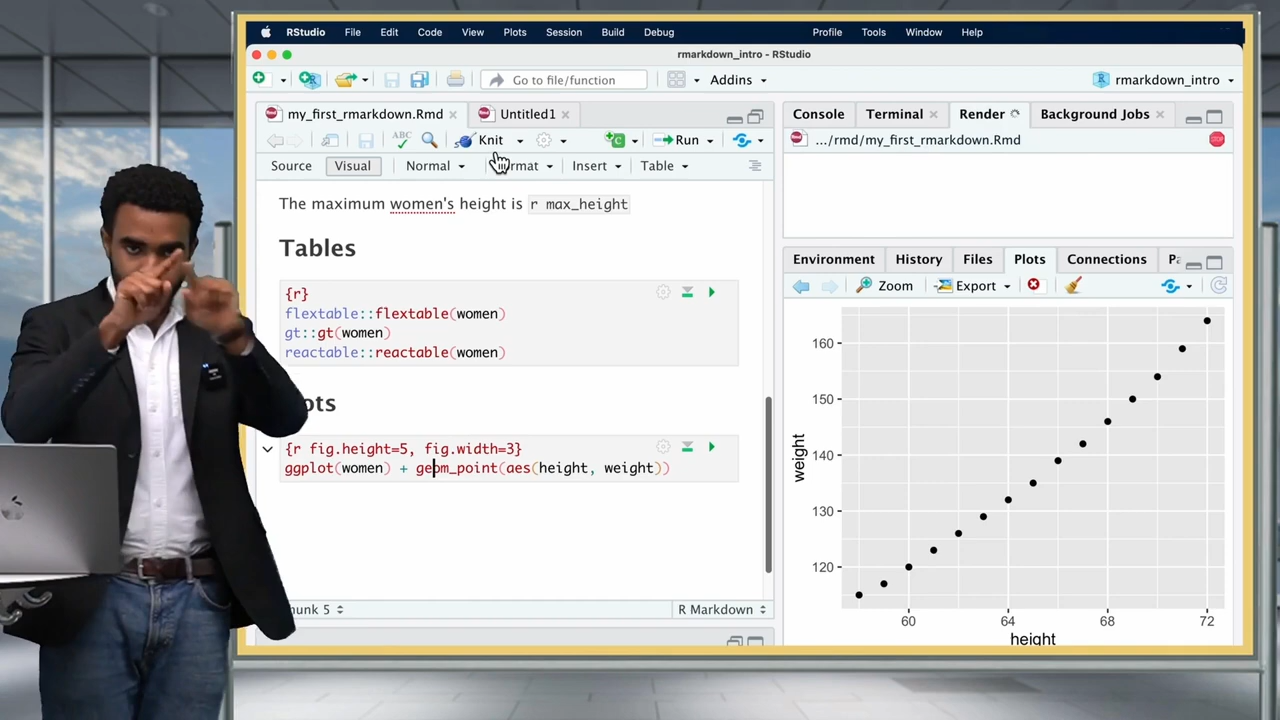 RStudio File Edit Code View Plots Session Build Debug Profile Tools Window Help
rmarkdown_intro - RStudio
Go to file/function Addins rmarkdown_intro
my_first_rmarkdown.Rmd Untitled1
ABC Knit Run
Source Visual Normal Format Insert Table
The maximum women's height is r max_height
Tables
{r}
flextable::flextable(women)
gt::gt(women)
reactable::reactable(women)
{r fig.height=5, fig.width=3}
ggplot(women) + geom_point(aes(height, weight))
R Markdown
Console Terminal Render Background Jobs
.../rmd/my_first_rmarkdown.Rmd
Environment History Files Plots Connections
Zoom Export
weight
160
150
140
130
120
60 64 68 72
height